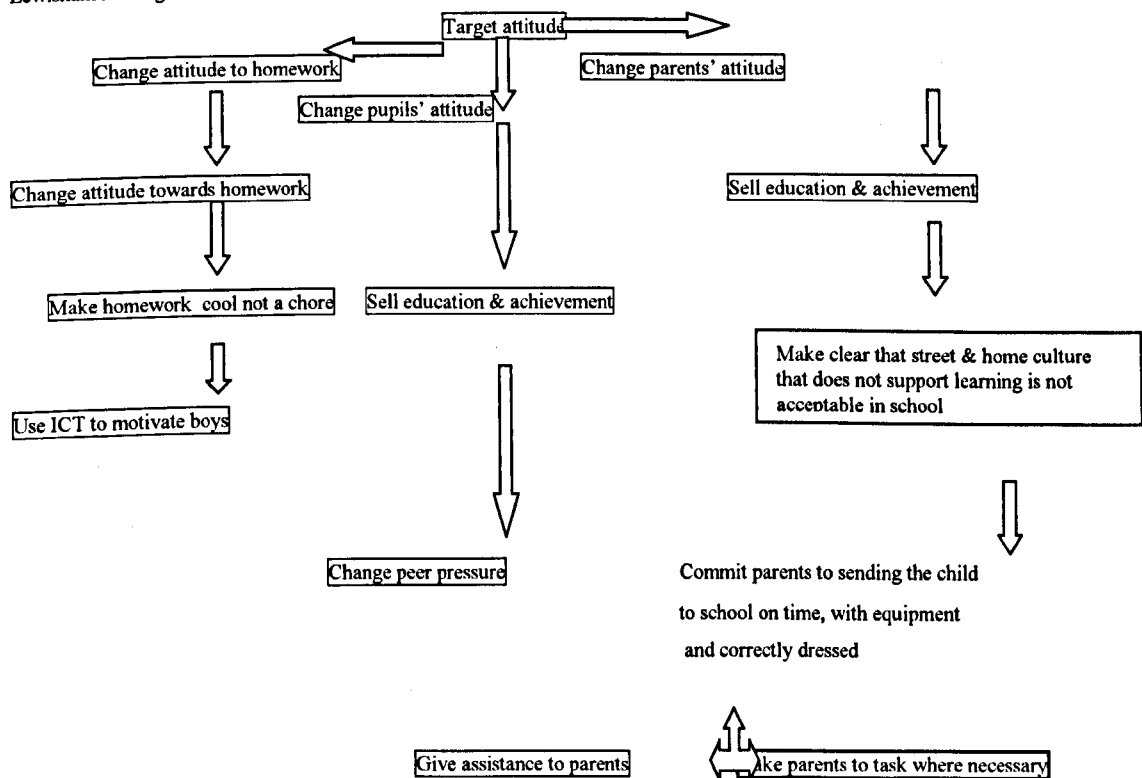 Target attitude
Change attitude to homework
Change parents' attitude
Change pupils' attitude
Change attitude towards homework
Sell education & achievement
Make homework cool not a chore
Sell education & achievement
Make clear that street & home culture
that does not support learning is not
acceptable in school
Use ICT to motivate boys
Change peer pressure
Commit parents to sending the child
to school on time, with equipment
and correctly dressed
Give assistance to parents
parents to task where necessary